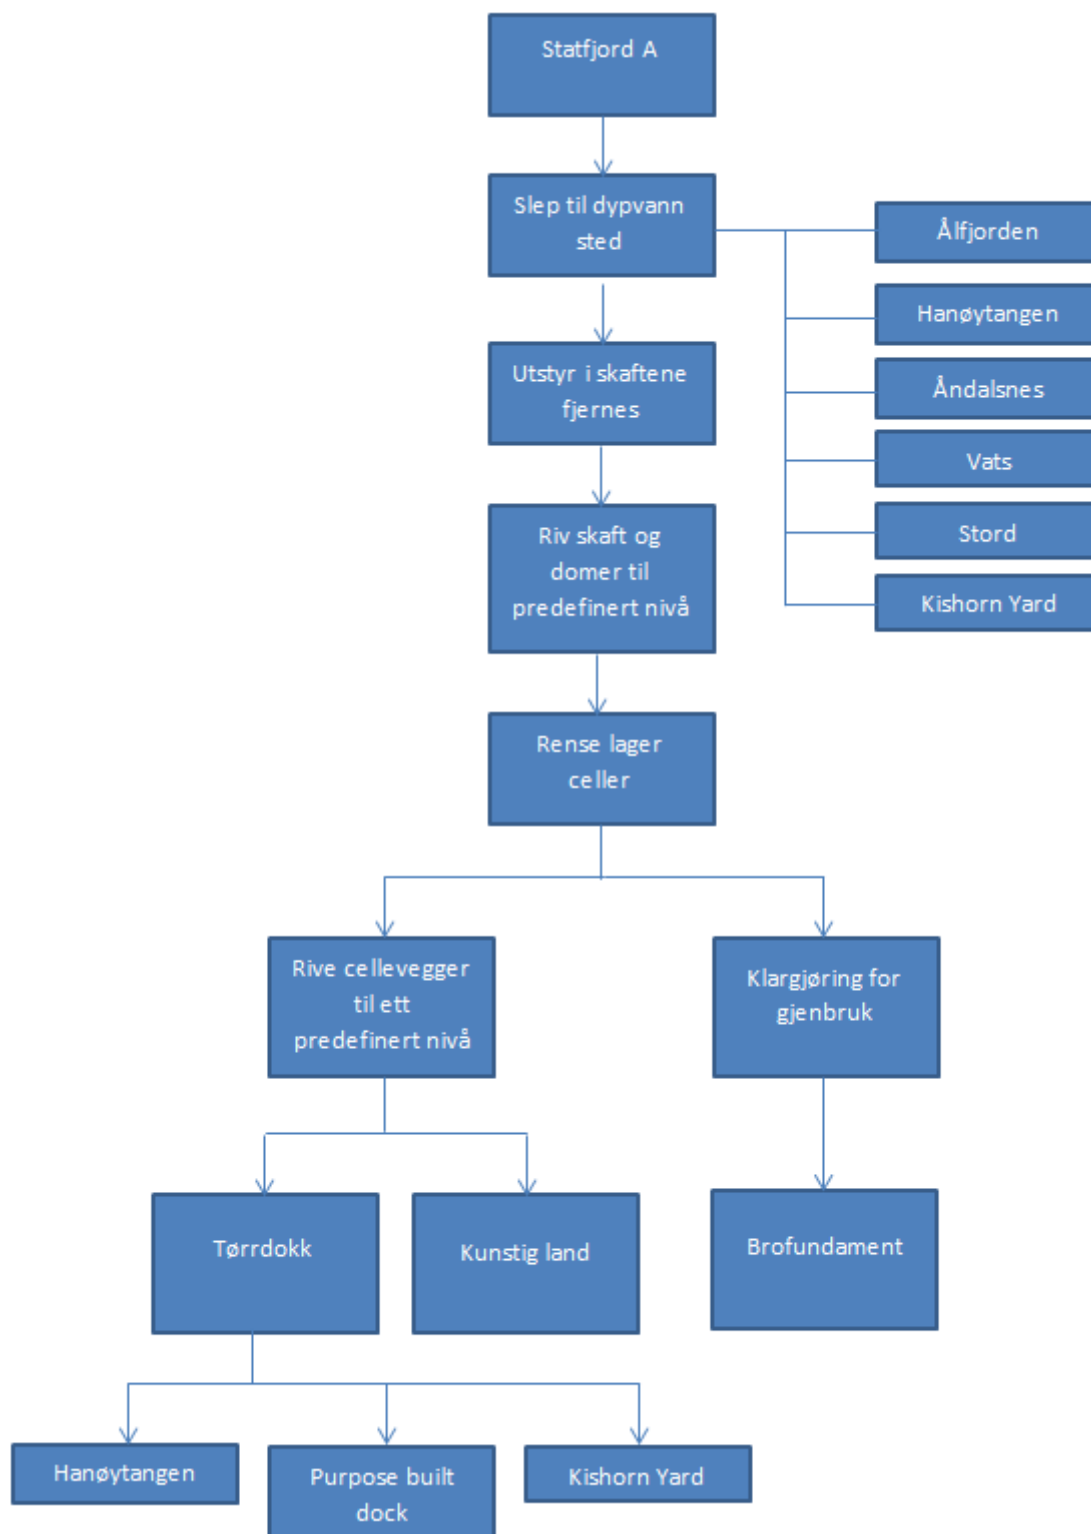 Statfjord A
Slep til dypvann
sted
Ålfjorden
Hanøytangen
Åndalsnes
Vats
Stord
Kishorn Yard
Utstyr i skaftene
fjernes
Riv skaft og
domer til
predefinert nivå
Rense lager
celler
Rive cellevegger
til ett
predefinert nivå
Klargjøring for
gjenbruk
Tørrdokk
Kunstig land
Brofundament
Hanøytangen
Purpose built
dock
Kishorn Yard